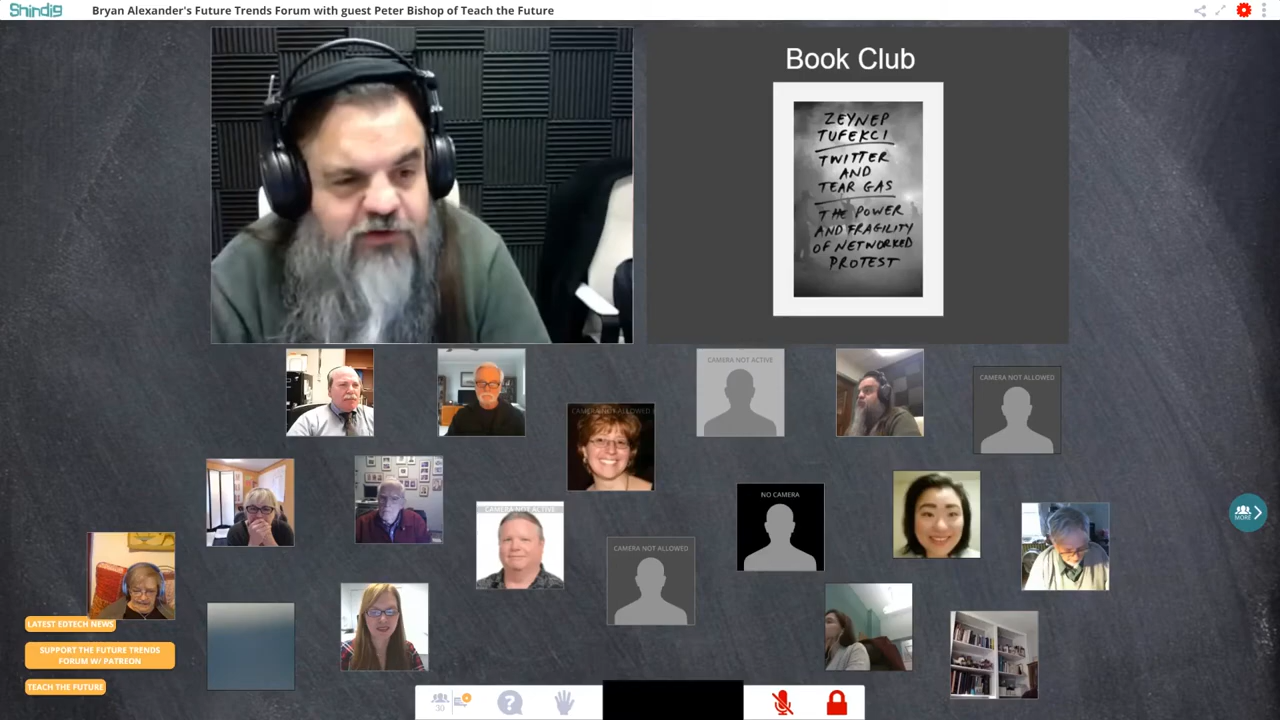 Shindig
Bryan Alexander's Future Trends Forum with guest Peter Bishop of Teach the Future
Book Club
ZEYNEP
TUFEKCI
TWITTER
AND
TEAR GAS
THE POWER
AND FRAGILITY
OF NETWORKED
PROTEST
CAMERA NOT ACTIVE
CAMERA NOT ALLOWED
CAMERA NOT ALLOWED
NO CAMERA
CAMERA NOT ACTIVE
MORE
CAMERA NOT ALLOWED
LATEST EDTECH NEWS
SUPPORT THE FUTURE TRENDS
FORUM W/ PATREON
TEACH THE FUTURE
30